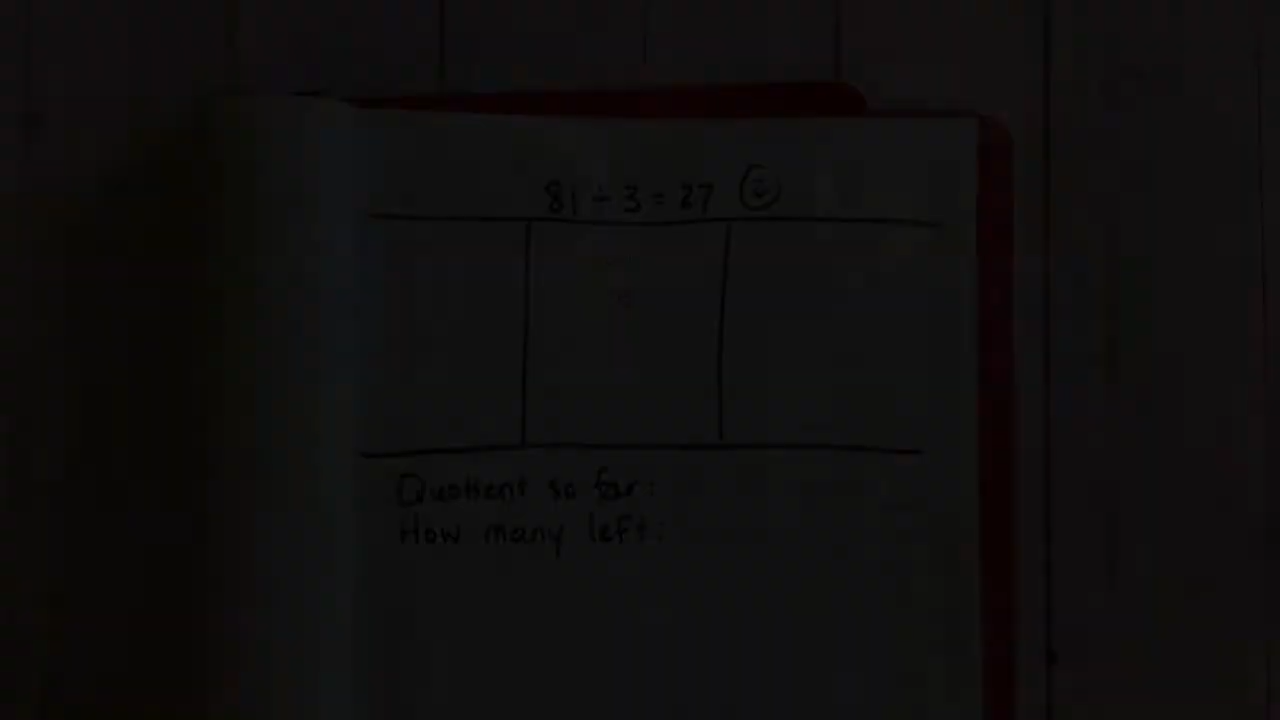 81 ÷ 3 = 27
Quotient so far:
How many left: